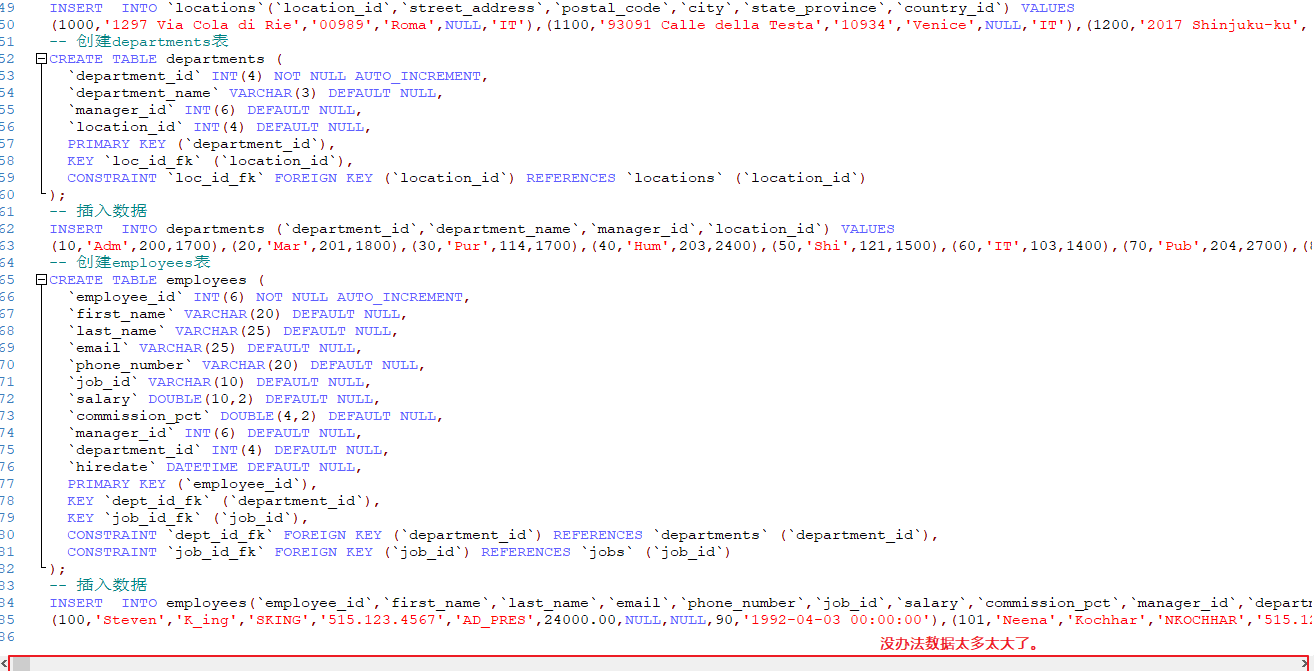 49 INSERT  INTO `locations`(`location_id`,`street_address`,`postal_code`,`city`,`state_province`,`country_id`) VALUES
50 (1000,'1297 Via Cola di Rie','00989','Roma',NULL,'IT'),(1100,'93091 Calle della Testa','10934','Venice',NULL,'IT'),(1200,'2017 Shinjuku-ku',
51 -- 创建departments表
52 CREATE TABLE departments (
53 `department_id` INT(4) NOT NULL AUTO_INCREMENT,
54 `department_name` VARCHAR(3) DEFAULT NULL,
55 `manager_id` INT(6) DEFAULT NULL,
56 `location_id` INT(4) DEFAULT NULL,
57 PRIMARY KEY (`department_id`),
58 KEY `loc_id_fk` (`location_id`),
59 CONSTRAINT `loc_id_fk` FOREIGN KEY (`location_id`) REFERENCES `locations` (`location_id`)
60 );
61 -- 插入数据
62 INSERT  INTO departments (`department_id`,`department_name`,`manager_id`,`location_id`) VALUES
63 (10,'Adm',200,1700),(20,'Mar',201,1800),(30,'Pur',114,1700),(40,'Hum',203,2400),(50,'Shi',121,1500),(60,'IT',103,1400),(70,'Pub',204,2700),(8
64 -- 创建employees表
65 CREATE TABLE employees (
66 `employee_id` INT(6) NOT NULL AUTO_INCREMENT,
67 `first_name` VARCHAR(20) DEFAULT NULL,
68 `last_name` VARCHAR(25) DEFAULT NULL,
69 `email` VARCHAR(25) DEFAULT NULL,
70 `phone_number` VARCHAR(20) DEFAULT NULL,
71 `job_id` VARCHAR(10) DEFAULT NULL,
72 `salary` DOUBLE(10,2) DEFAULT NULL,
73 `commission_pct` DOUBLE(4,2) DEFAULT NULL,
74 `manager_id` INT(6) DEFAULT NULL,
75 `department_id` INT(4) DEFAULT NULL,
76 `hiredate` DATETIME DEFAULT NULL,
77 PRIMARY KEY (`employee_id`),
78 KEY `dept_id_fk` (`department_id`),
79 KEY `job_id_fk` (`job_id`),
80 CONSTRAINT `dept_id_fk` FOREIGN KEY (`department_id`) REFERENCES `departments` (`department_id`),
81 CONSTRAINT `job_id_fk` FOREIGN KEY (`job_id`) REFERENCES `jobs` (`job_id`)
82 );
83 -- 插入数据
84 INSERT  INTO employees(`employee_id`,`first_name`,`last_name`,`email`,`phone_number`,`job_id`,`salary`,`commission_pct`,`manager_id`,`departm
85 (100,'Steven','K_ing','SKING','515.123.4567','AD_PRES',24000.00,NULL,NULL,90,'1992-04-03 00:00:00'),(101,'Neena','Kochhar','NKOCHHAR','515.12
86
没办法数据太多太大了。